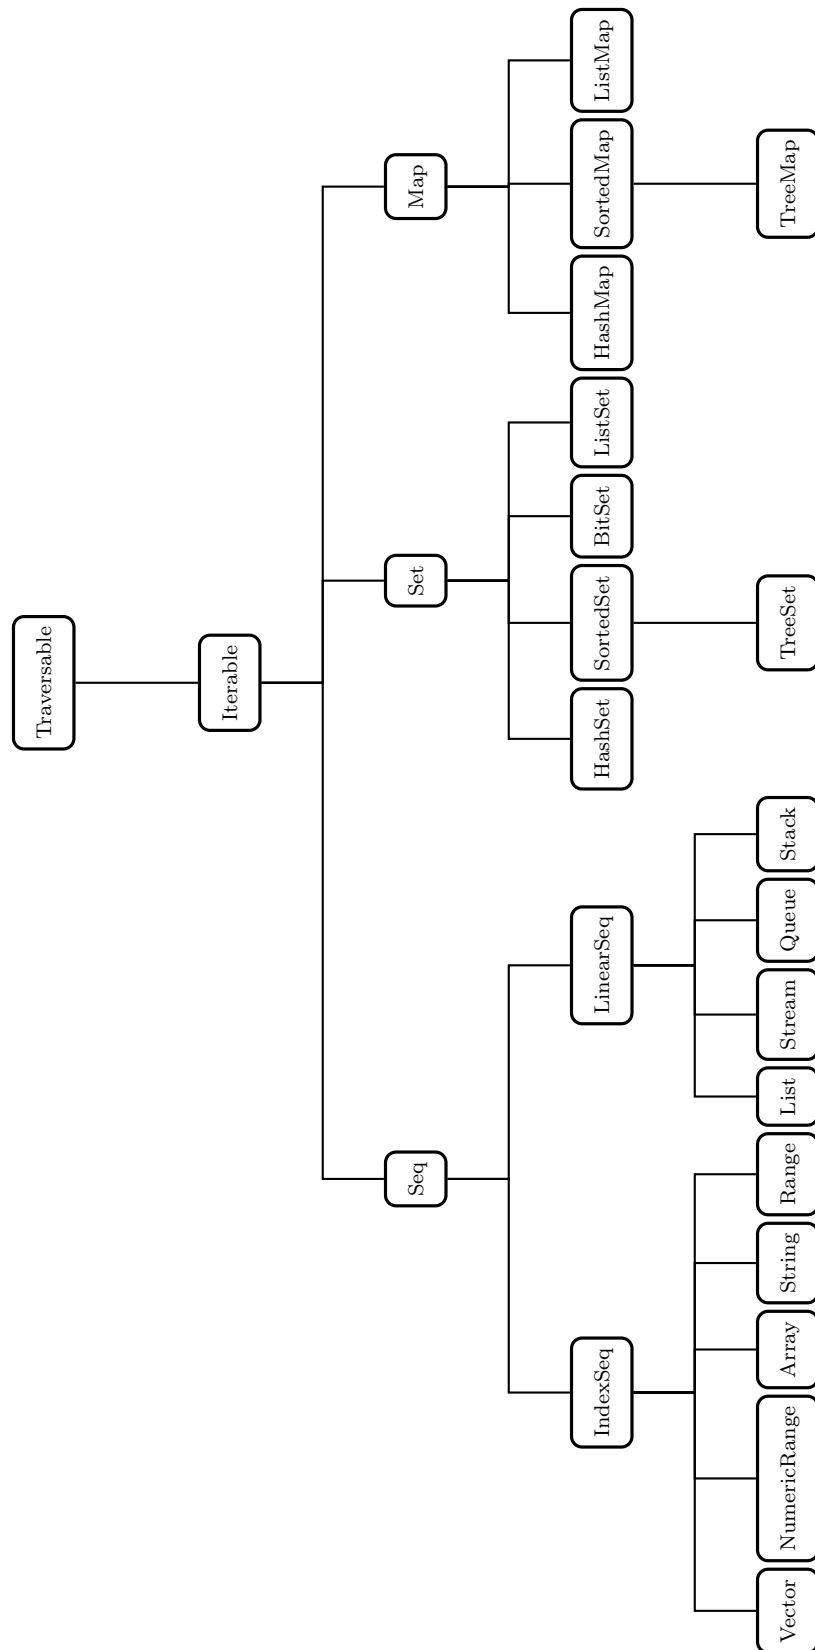 Traversable
Iterable
Seq
Set
Map
IndexSeq
LinearSeq
HashSet
SortedSet
BitSet
ListSet
HashMap
SortedMap
ListMap
Vector
NumericRange
Array
String
Range
List
Stream
Queue
Stack
TreeSet
TreeMap